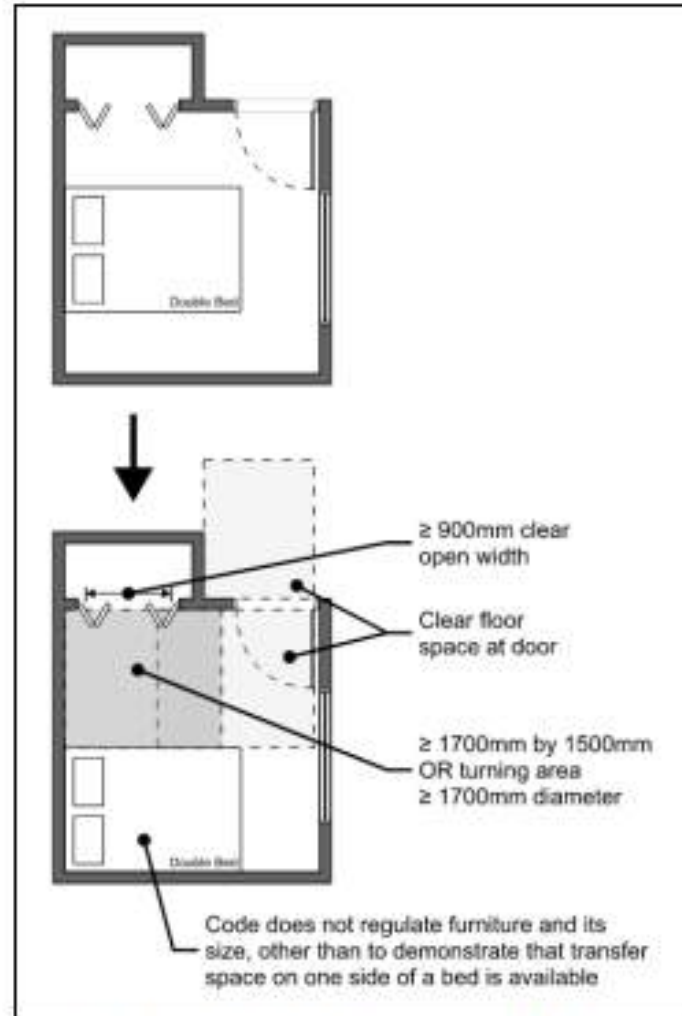 Double Bed
≥ 900mm clear
open width
Clear floor
space at door
≥ 1700mm by 1500mm
OR turning area
≥ 1700mm diameter
Double Bed
Code does not regulate furniture and its
size, other than to demonstrate that transfer
space on one side of a bed is available